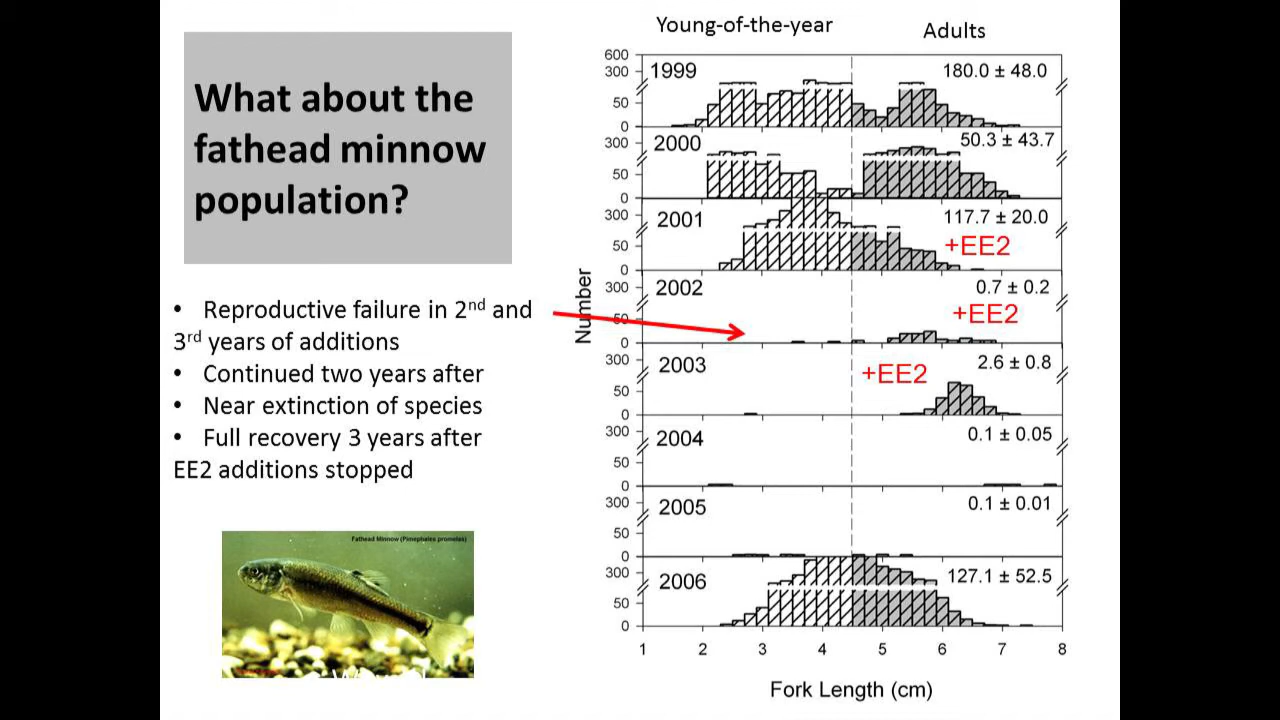 What about the
fathead minnow
population?
• Reproductive failure in 2nd and
3rd years of additions
• Continued two years after
• Near extinction of species
• Full recovery 3 years after
EE2 additions stopped
Fathead Minnow (Pimephales promelas)
Young-of-the-year Adults
Number
600
300 1999 180.0 ± 48.0
50
0
300 2000 50.3 ± 43.7
50
0
300 2001 117.7 ± 20.0
50 +EE2
0
300 2002 0.7 ± 0.2
50 +EE2
0
300 2003 2.6 ± 0.8
+EE2
50
0
300 2004 0.1 ± 0.05
50
0
300 2005 0.1 ± 0.01
50
0
300 2006 127.1 ± 52.5
50
0
1 2 3 4 5 6 7 8
Fork Length (cm)